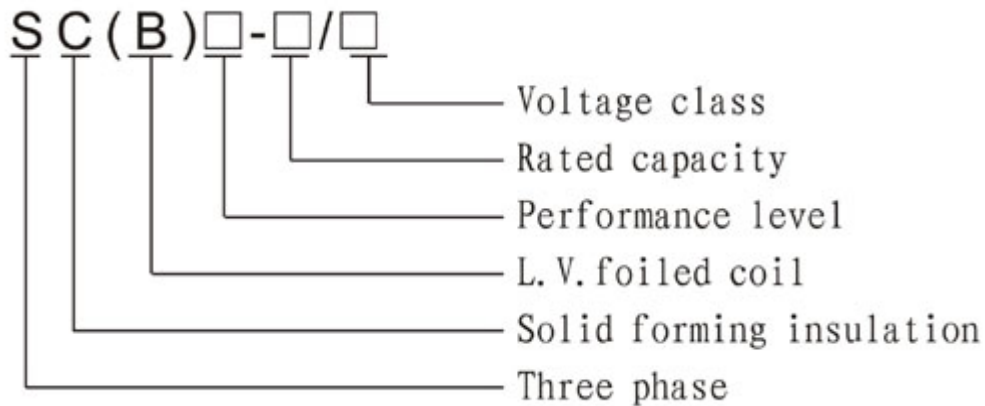 SC(B)□-□/□
Voltage class
Rated capacity
Performance level
L.V.foiled coil
Solid forming insulation
Three phase